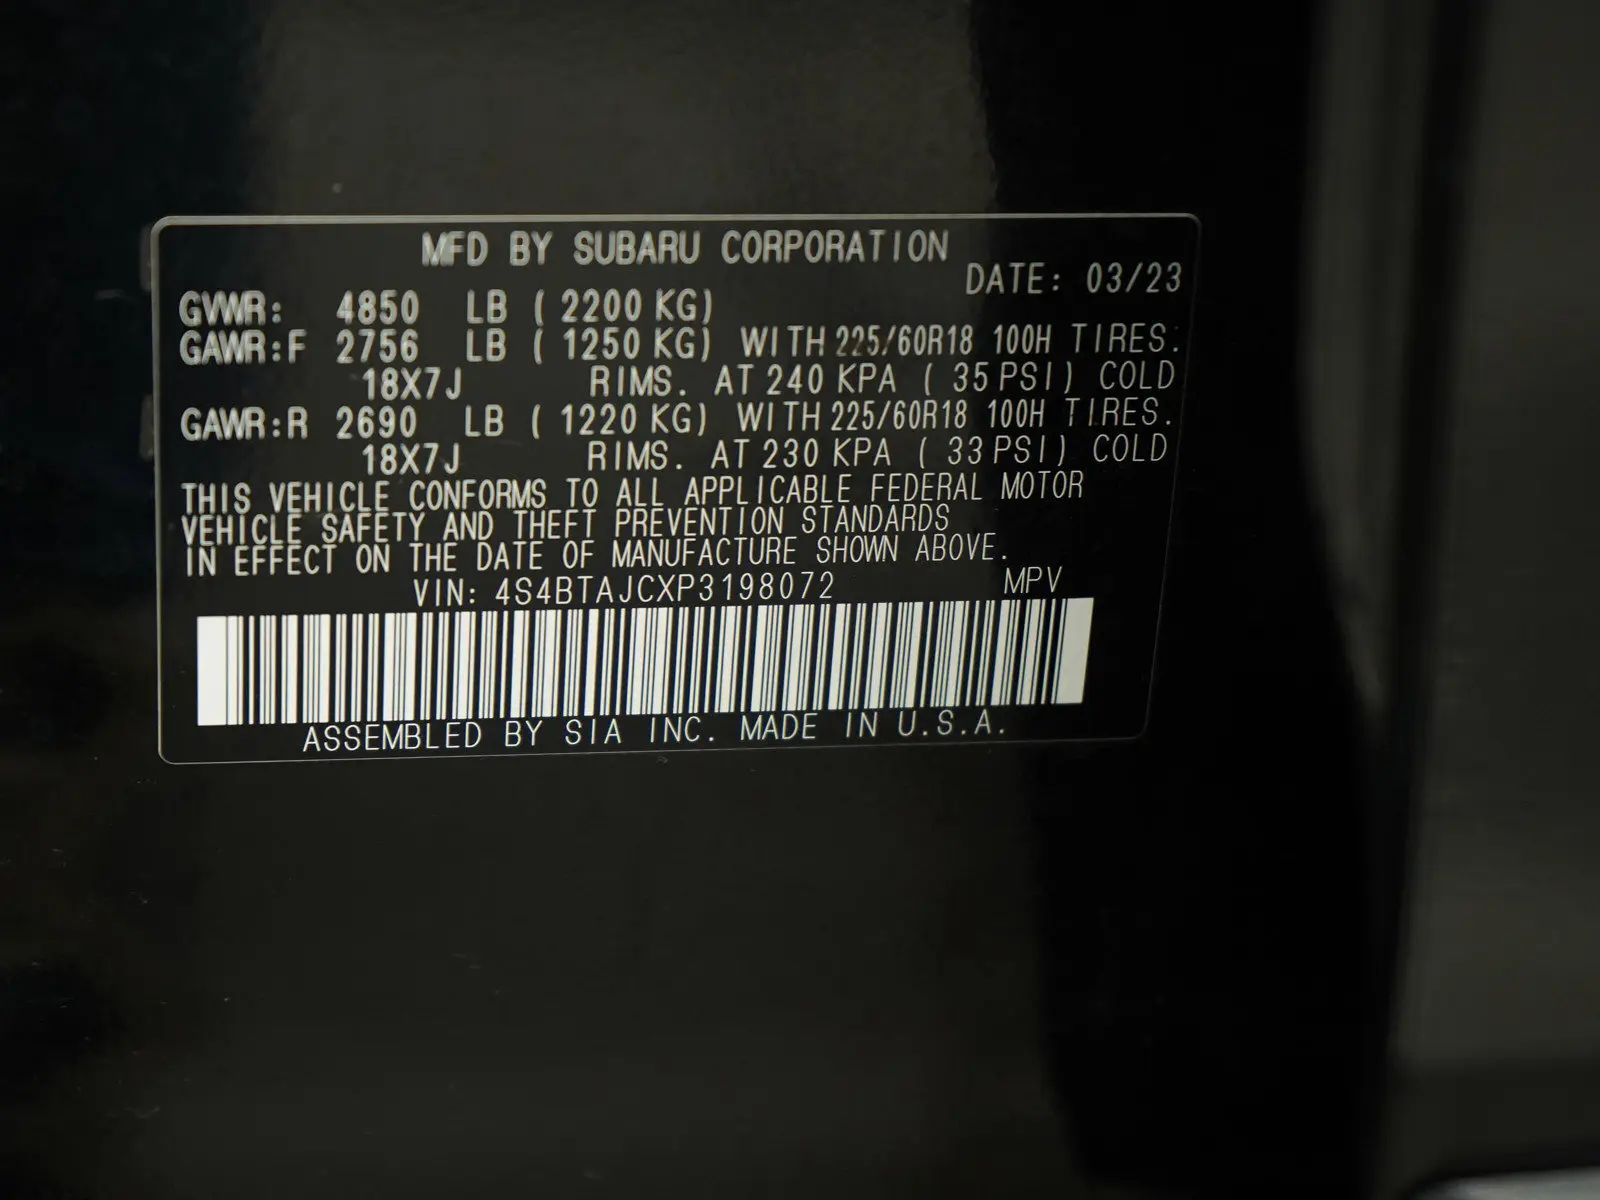 MFD BY SUBARU CORPORATION
DATE: 03/23
GVWR: 4850 LB ( 2200 KG)
GAWR:F 2756 LB ( 1250 KG) WITH 225/60R18 100H TIRES:
18X7J RIMS. AT 240 KPA ( 35 PSI) COLD
GAWR:R 2690 LB ( 1220 KG) WITH 225/60R18 100H TIRES.
18X7J RIMS. AT 230 KPA ( 33 PSI) COLD
THIS VEHICLE CONFORMS TO ALL APPLICABLE FEDERAL MOTOR
VEHICLE SAFETY AND THEFT PREVENTION STANDARDS
IN EFFECT ON THE DATE OF MANUFACTURE SHOWN ABOVE.
VIN: 4S4BTAJCXP3198072 MPV
ASSEMBLED BY SIA INC. MADE IN U.S.A.